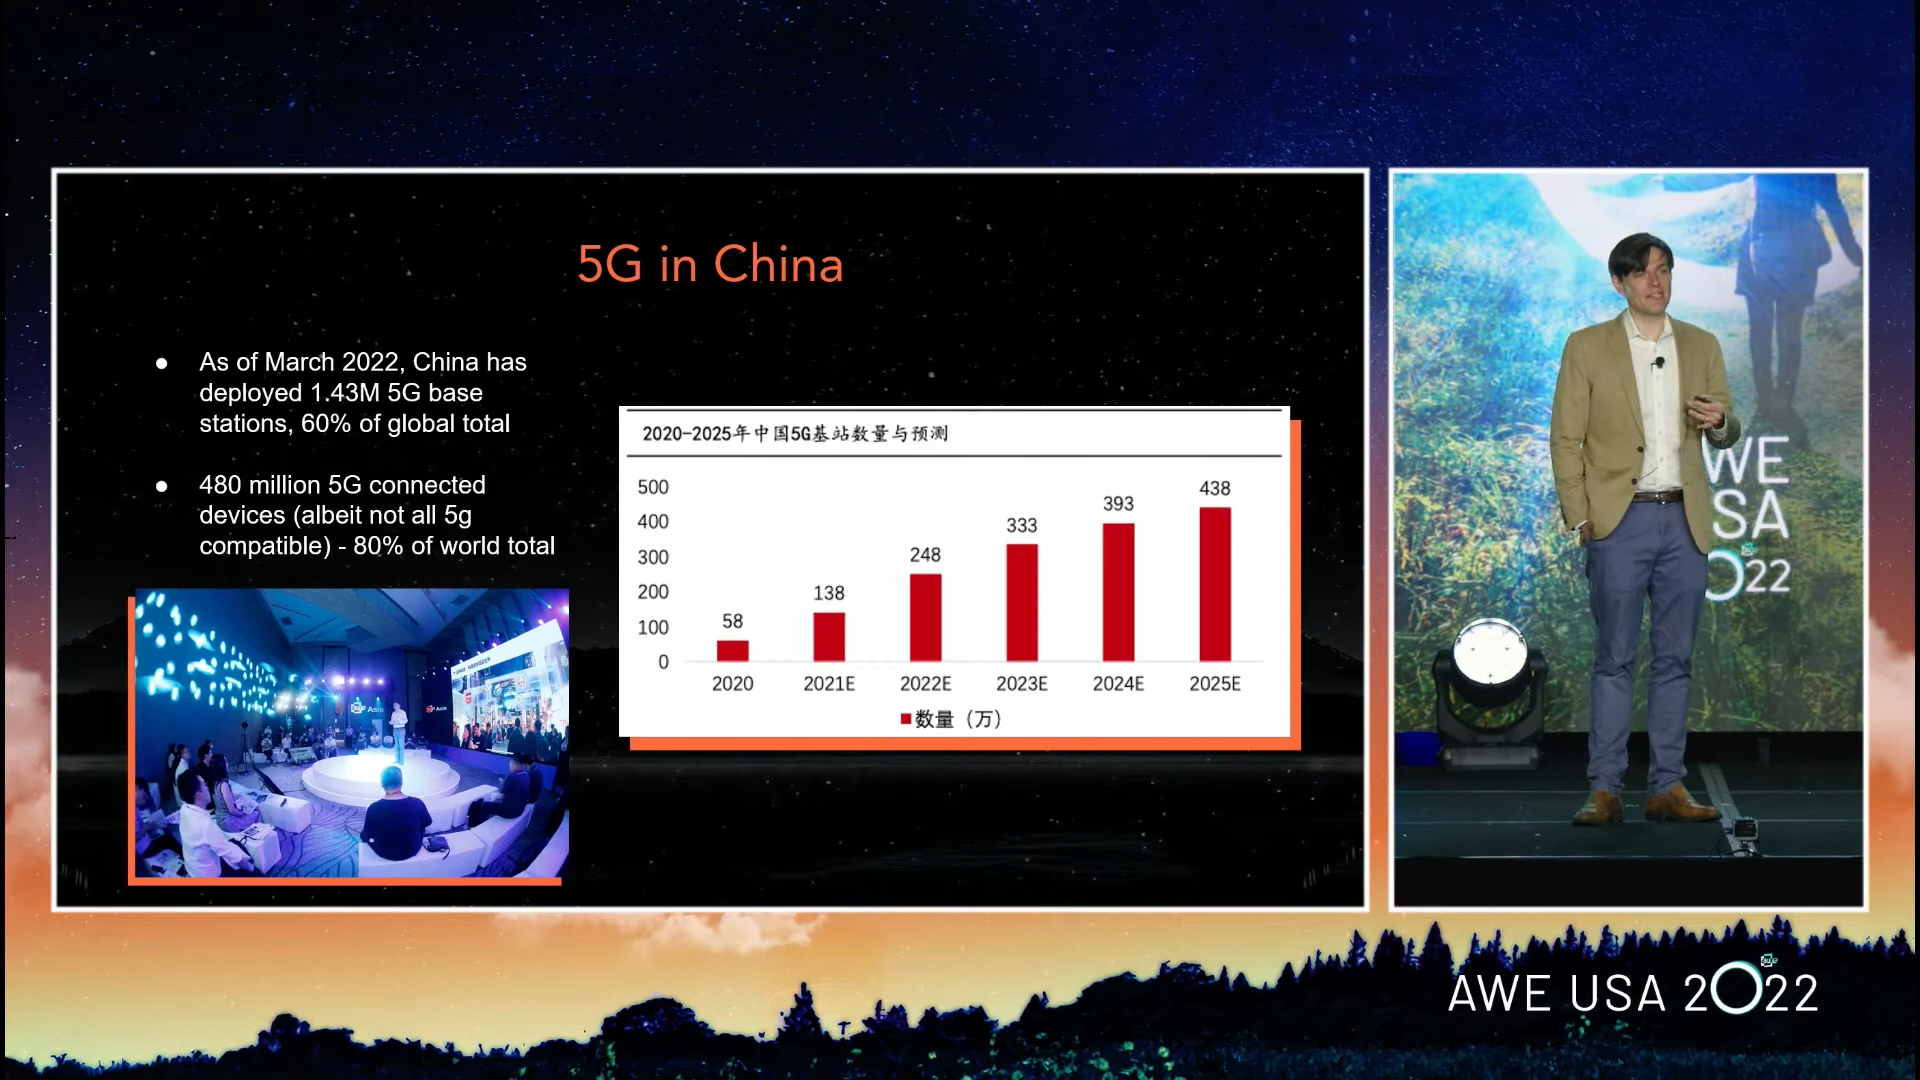 5G in China
● As of March 2022, China has
deployed 1.43M 5G base
stations, 60% of global total
● 480 million 5G connected
devices (albeit not all 5g
compatible) - 80% of world total
2020-2025年中国5G基站数量与预测
500
400
300
200
100
0
58
138
248
333
393
438
2020
2021E
2022E
2023E
2024E
2025E
数量（万）
Asia
WE
SA
22
AWE USA 2022